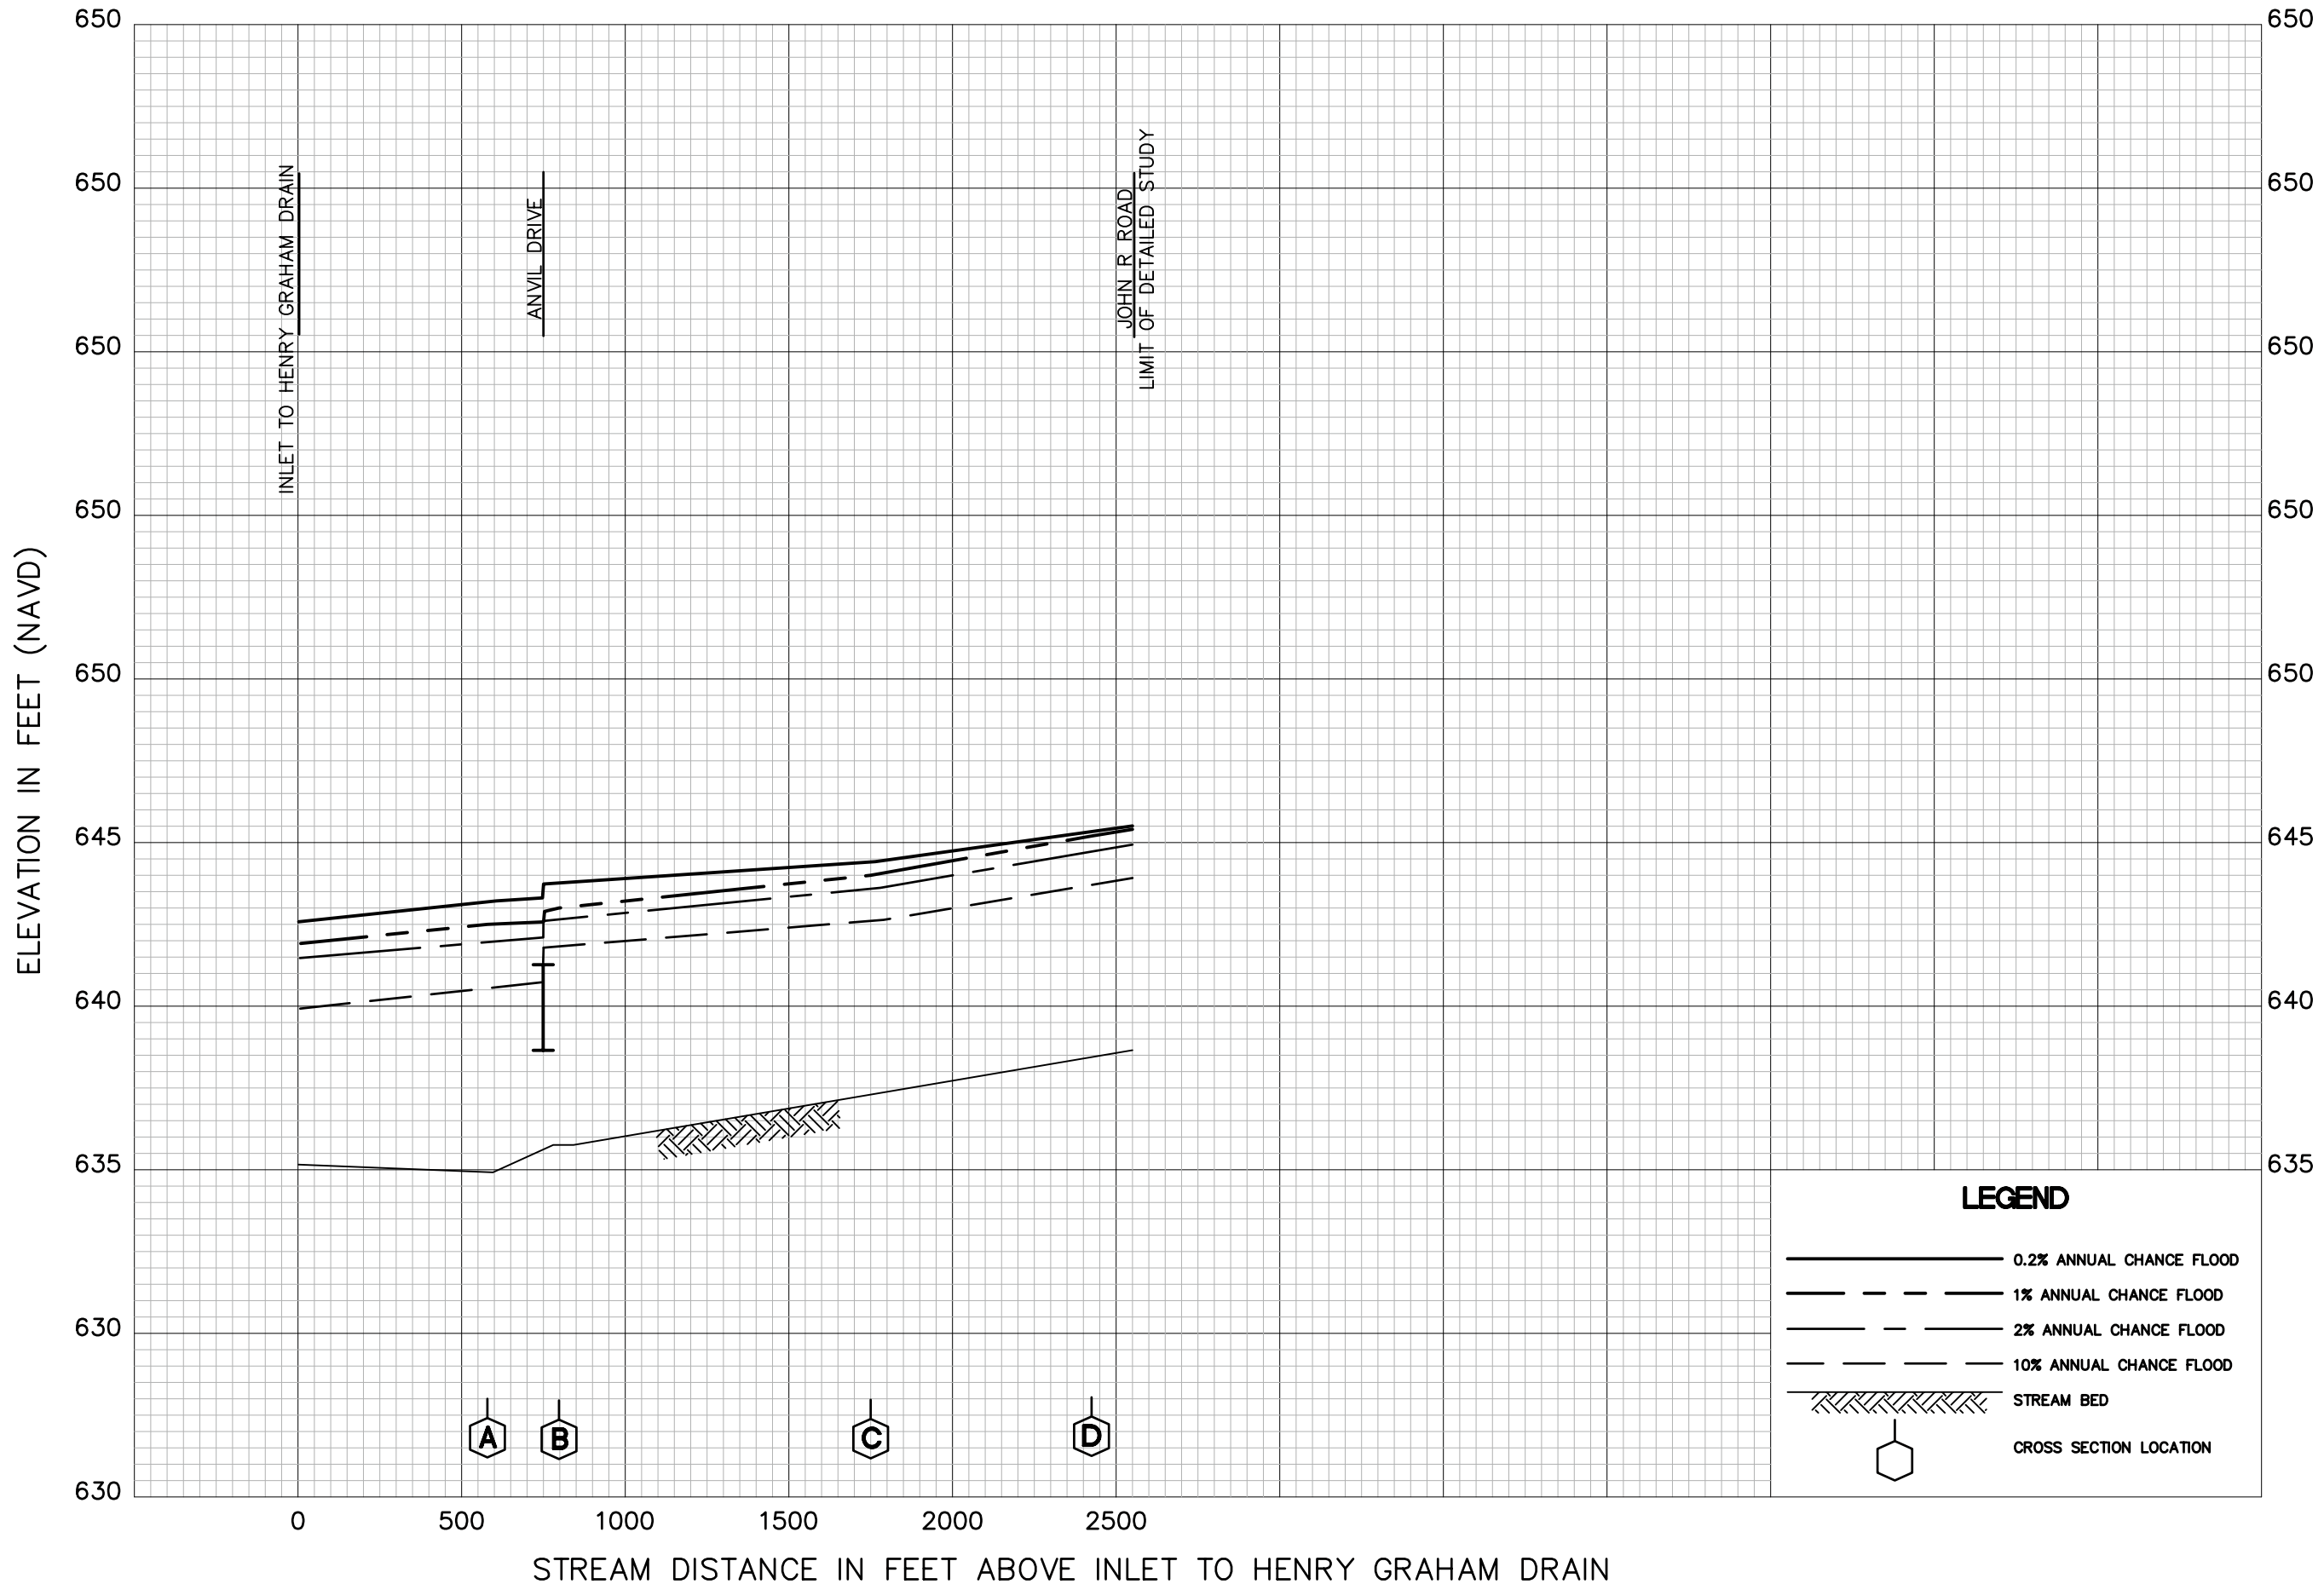 650 650
INLET TO HENRY GRAHAM DRAIN
ANVIL DRIVE
JOHN R ROAD
LIMIT OF DETAILED STUDY
650 650
650 650
650 650
650 650
ELEVATION IN FEET (NAVD)
645 645
640 640
635 635
630
630
LEGEND
0.2% ANNUAL CHANCE FLOOD
1% ANNUAL CHANCE FLOOD
2% ANNUAL CHANCE FLOOD
10% ANNUAL CHANCE FLOOD
STREAM BED
CROSS SECTION LOCATION
A B C D
0 500 1000 1500 2000 2500
STREAM DISTANCE IN FEET ABOVE INLET TO HENRY GRAHAM DRAIN